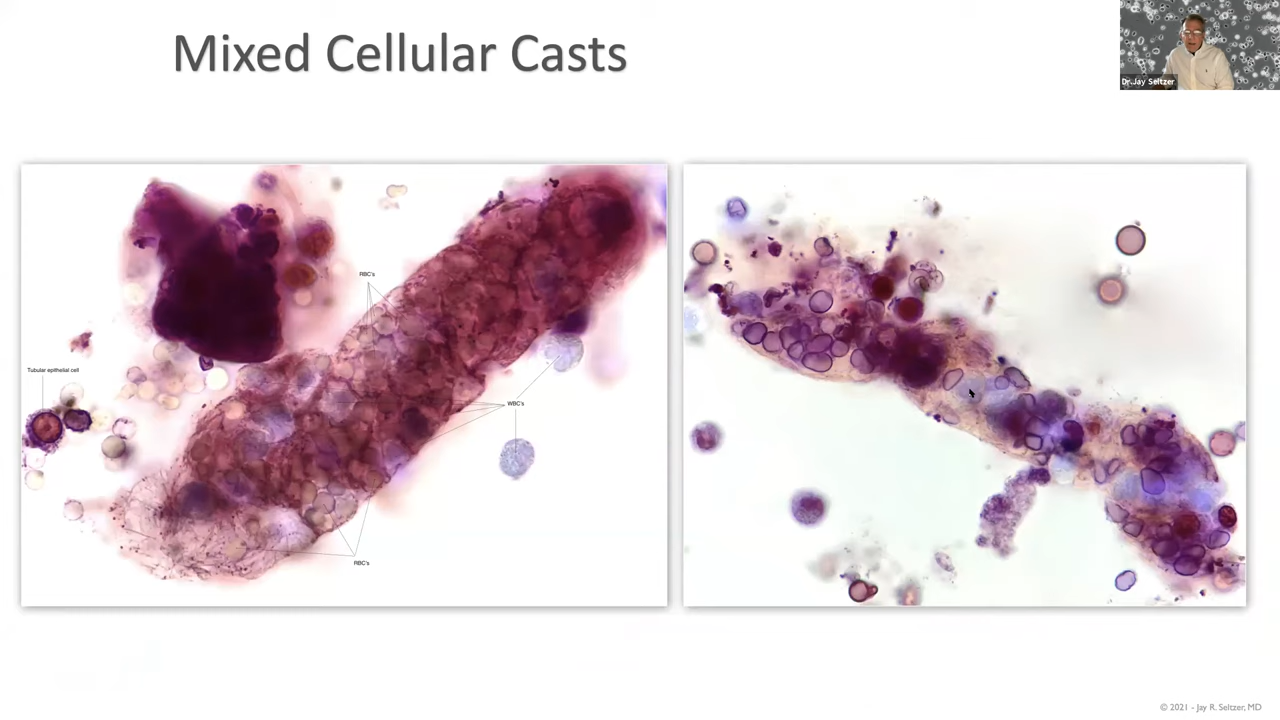 Mixed Cellular Casts
Dr.Jay Seltzer
RBC's
Tubular epithelial cell
WBC's
RBC's
© 2021 - Jay R. Seltzer, MD